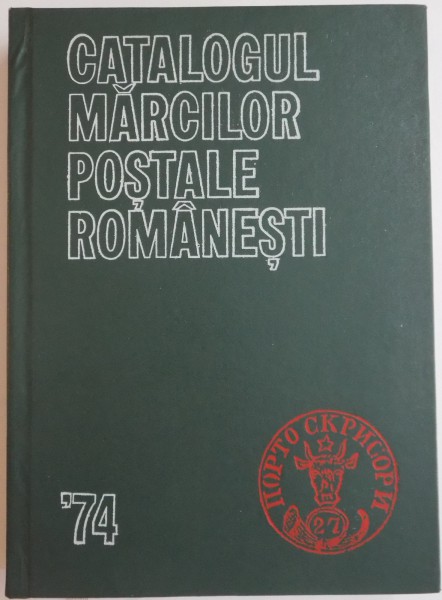 CATALOGUL
MĂRCILOR
POȘTALE
ROMÂNEȘTI
'74
ПОРТО СКРИСОРИ
27